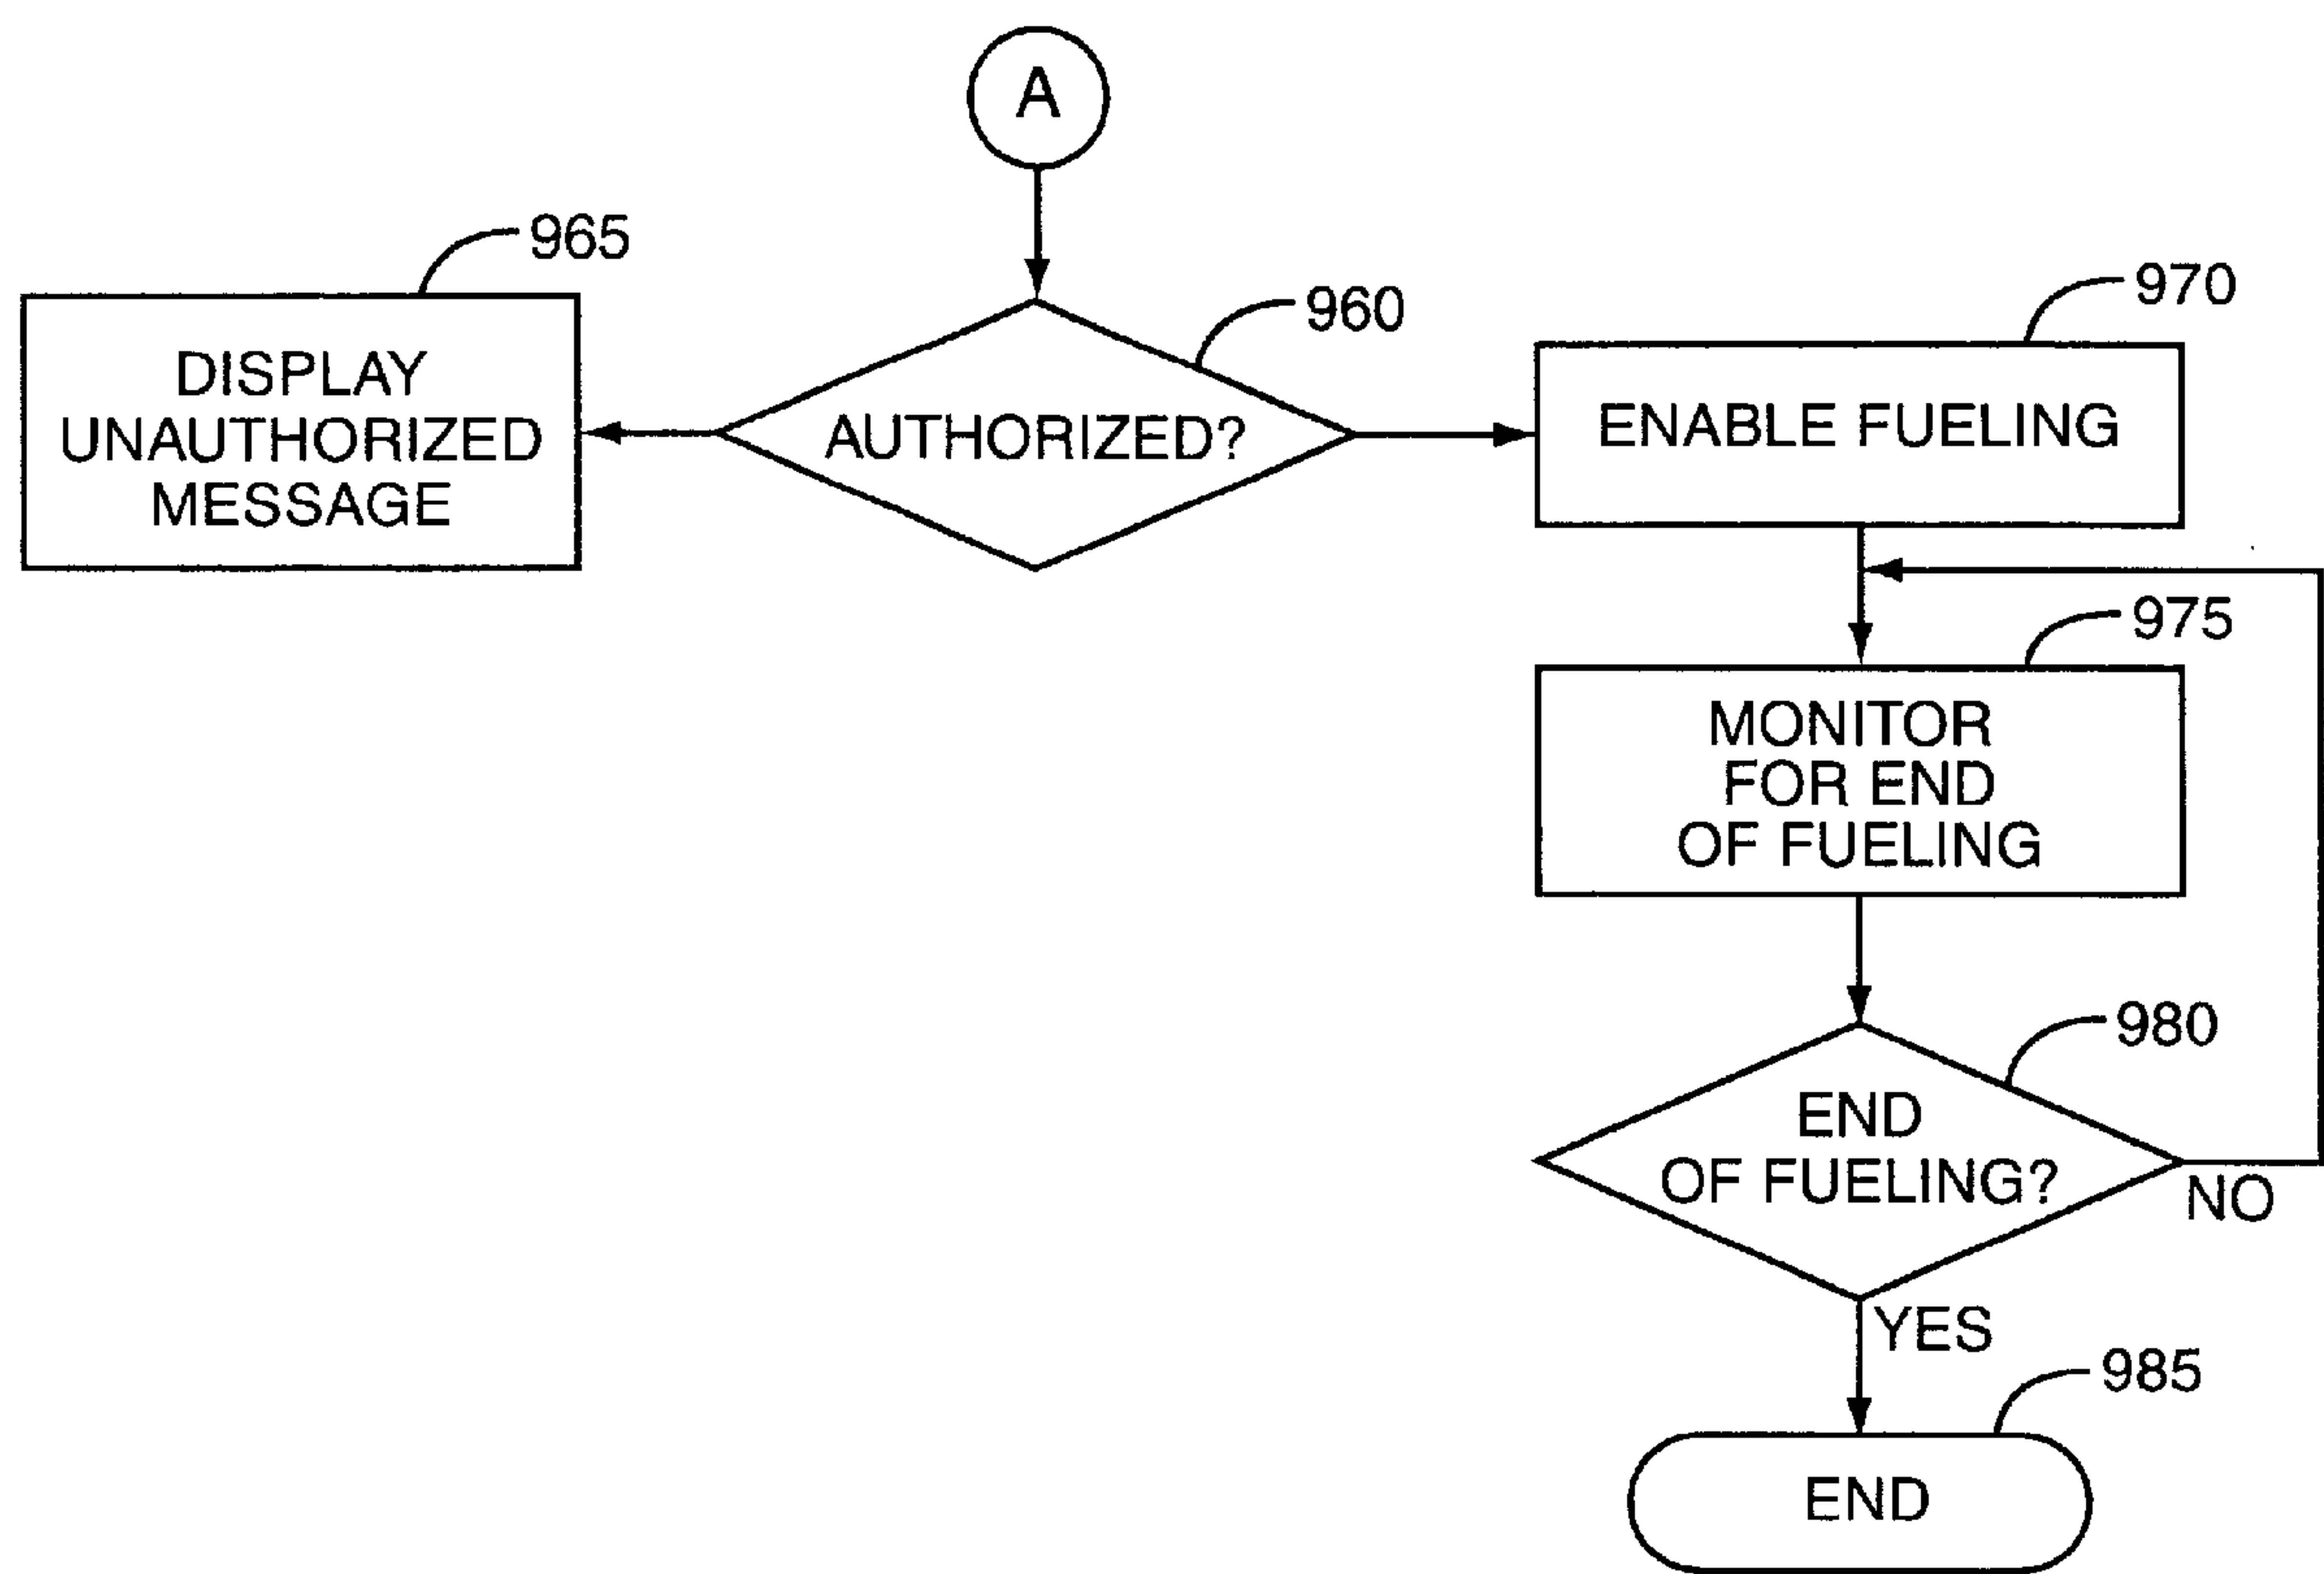 A
965
960
970
DISPLAY
UNAUTHORIZED
MESSAGE
AUTHORIZED?
ENABLE FUELING
975
MONITOR
FOR END
OF FUELING
980
END
OF FUELING?
NO
YES
985
END